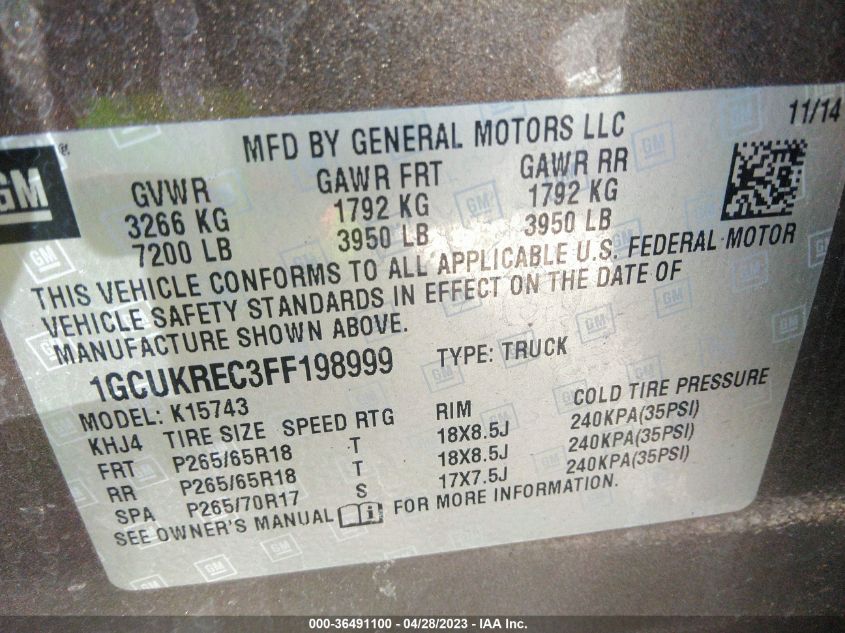 11/14
GM ®
MFD BY GENERAL MOTORS LLC
GVWR GAWR FRT GAWR RR
3266 KG 1792 KG 1792 KG
7200 LB 3950 LB 3950 LB
THIS VEHICLE CONFORMS TO ALL APPLICABLE U.S. FEDERAL MOTOR
VEHICLE SAFETY STANDARDS IN EFFECT ON THE DATE OF
MANUFACTURE SHOWN ABOVE.
1GCUKREC3FF198999 TYPE: TRUCK
MODEL: K15743
KHJ4 TIRE SIZE SPEED RTG RIM COLD TIRE PRESSURE
FRT P265/65R18 T 18X8.5J 240KPA(35PSI)
RR P265/65R18 T 18X8.5J 240KPA(35PSI)
SPA P265/70R17 S 17X7.5J 240KPA(35PSI)
SEE OWNER'S MANUAL i FOR MORE INFORMATION.
000-36491100 - 04/28/2023 - IAA Inc.